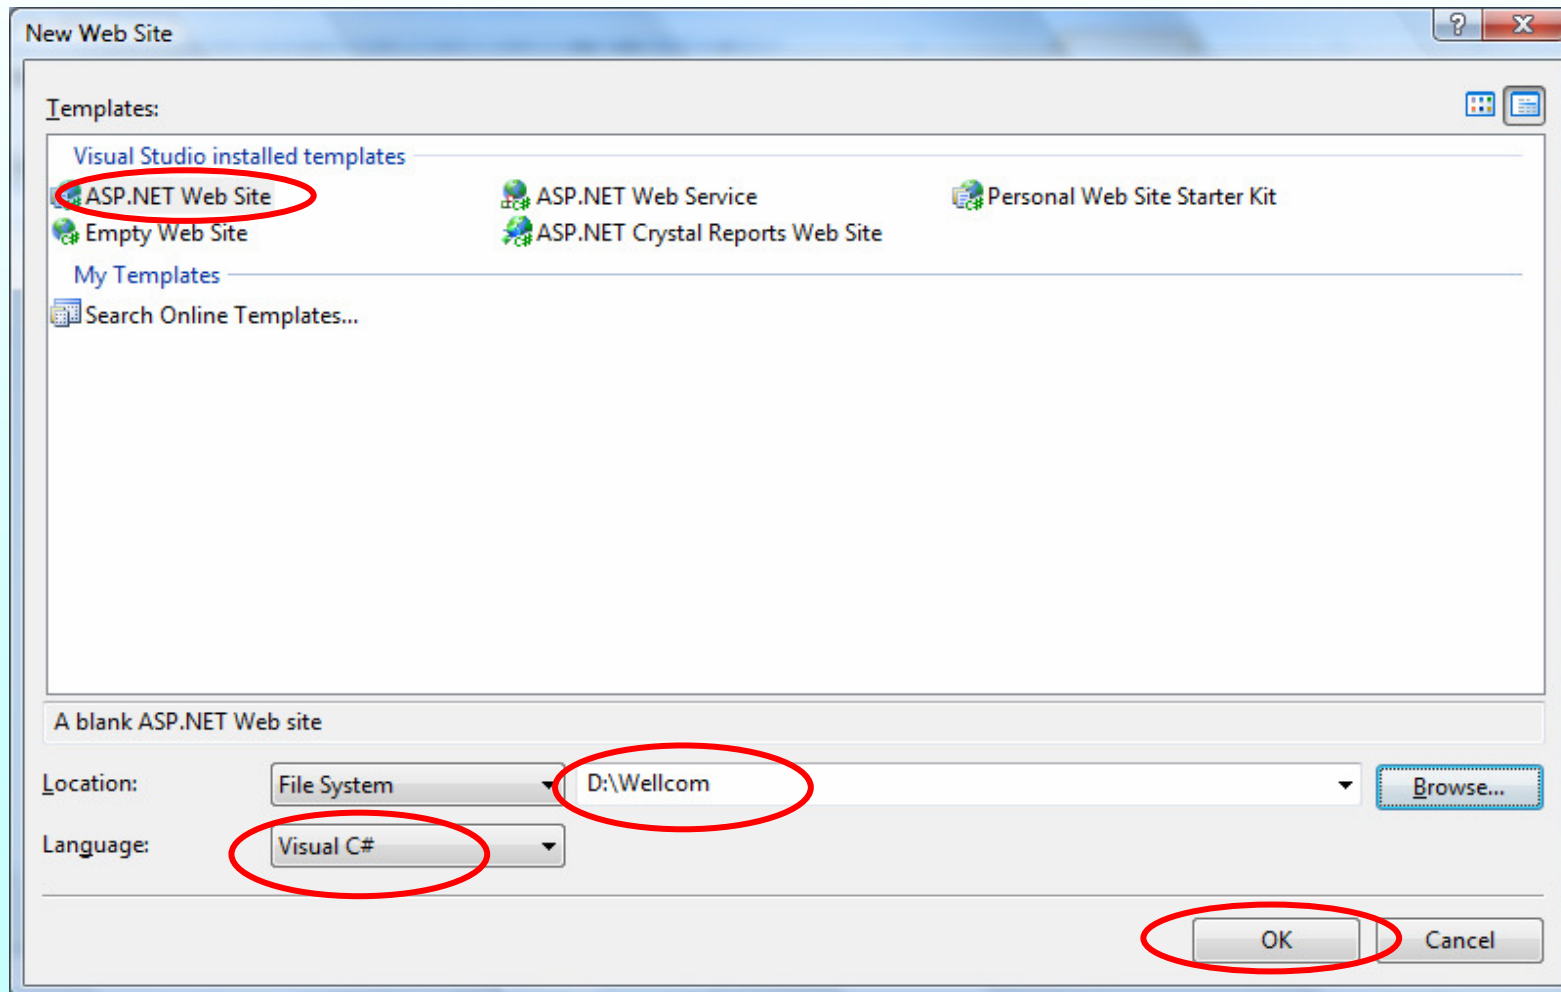 New Web Site
Templates:
Visual Studio installed templates
ASP.NET Web Site
ASP.NET Web Service
Personal Web Site Starter Kit
Empty Web Site
ASP.NET Crystal Reports Web Site
My Templates
Search Online Templates...
A blank ASP.NET Web site
Location: File System D:\Wellcom Browse...
Language: Visual C#
OK Cancel